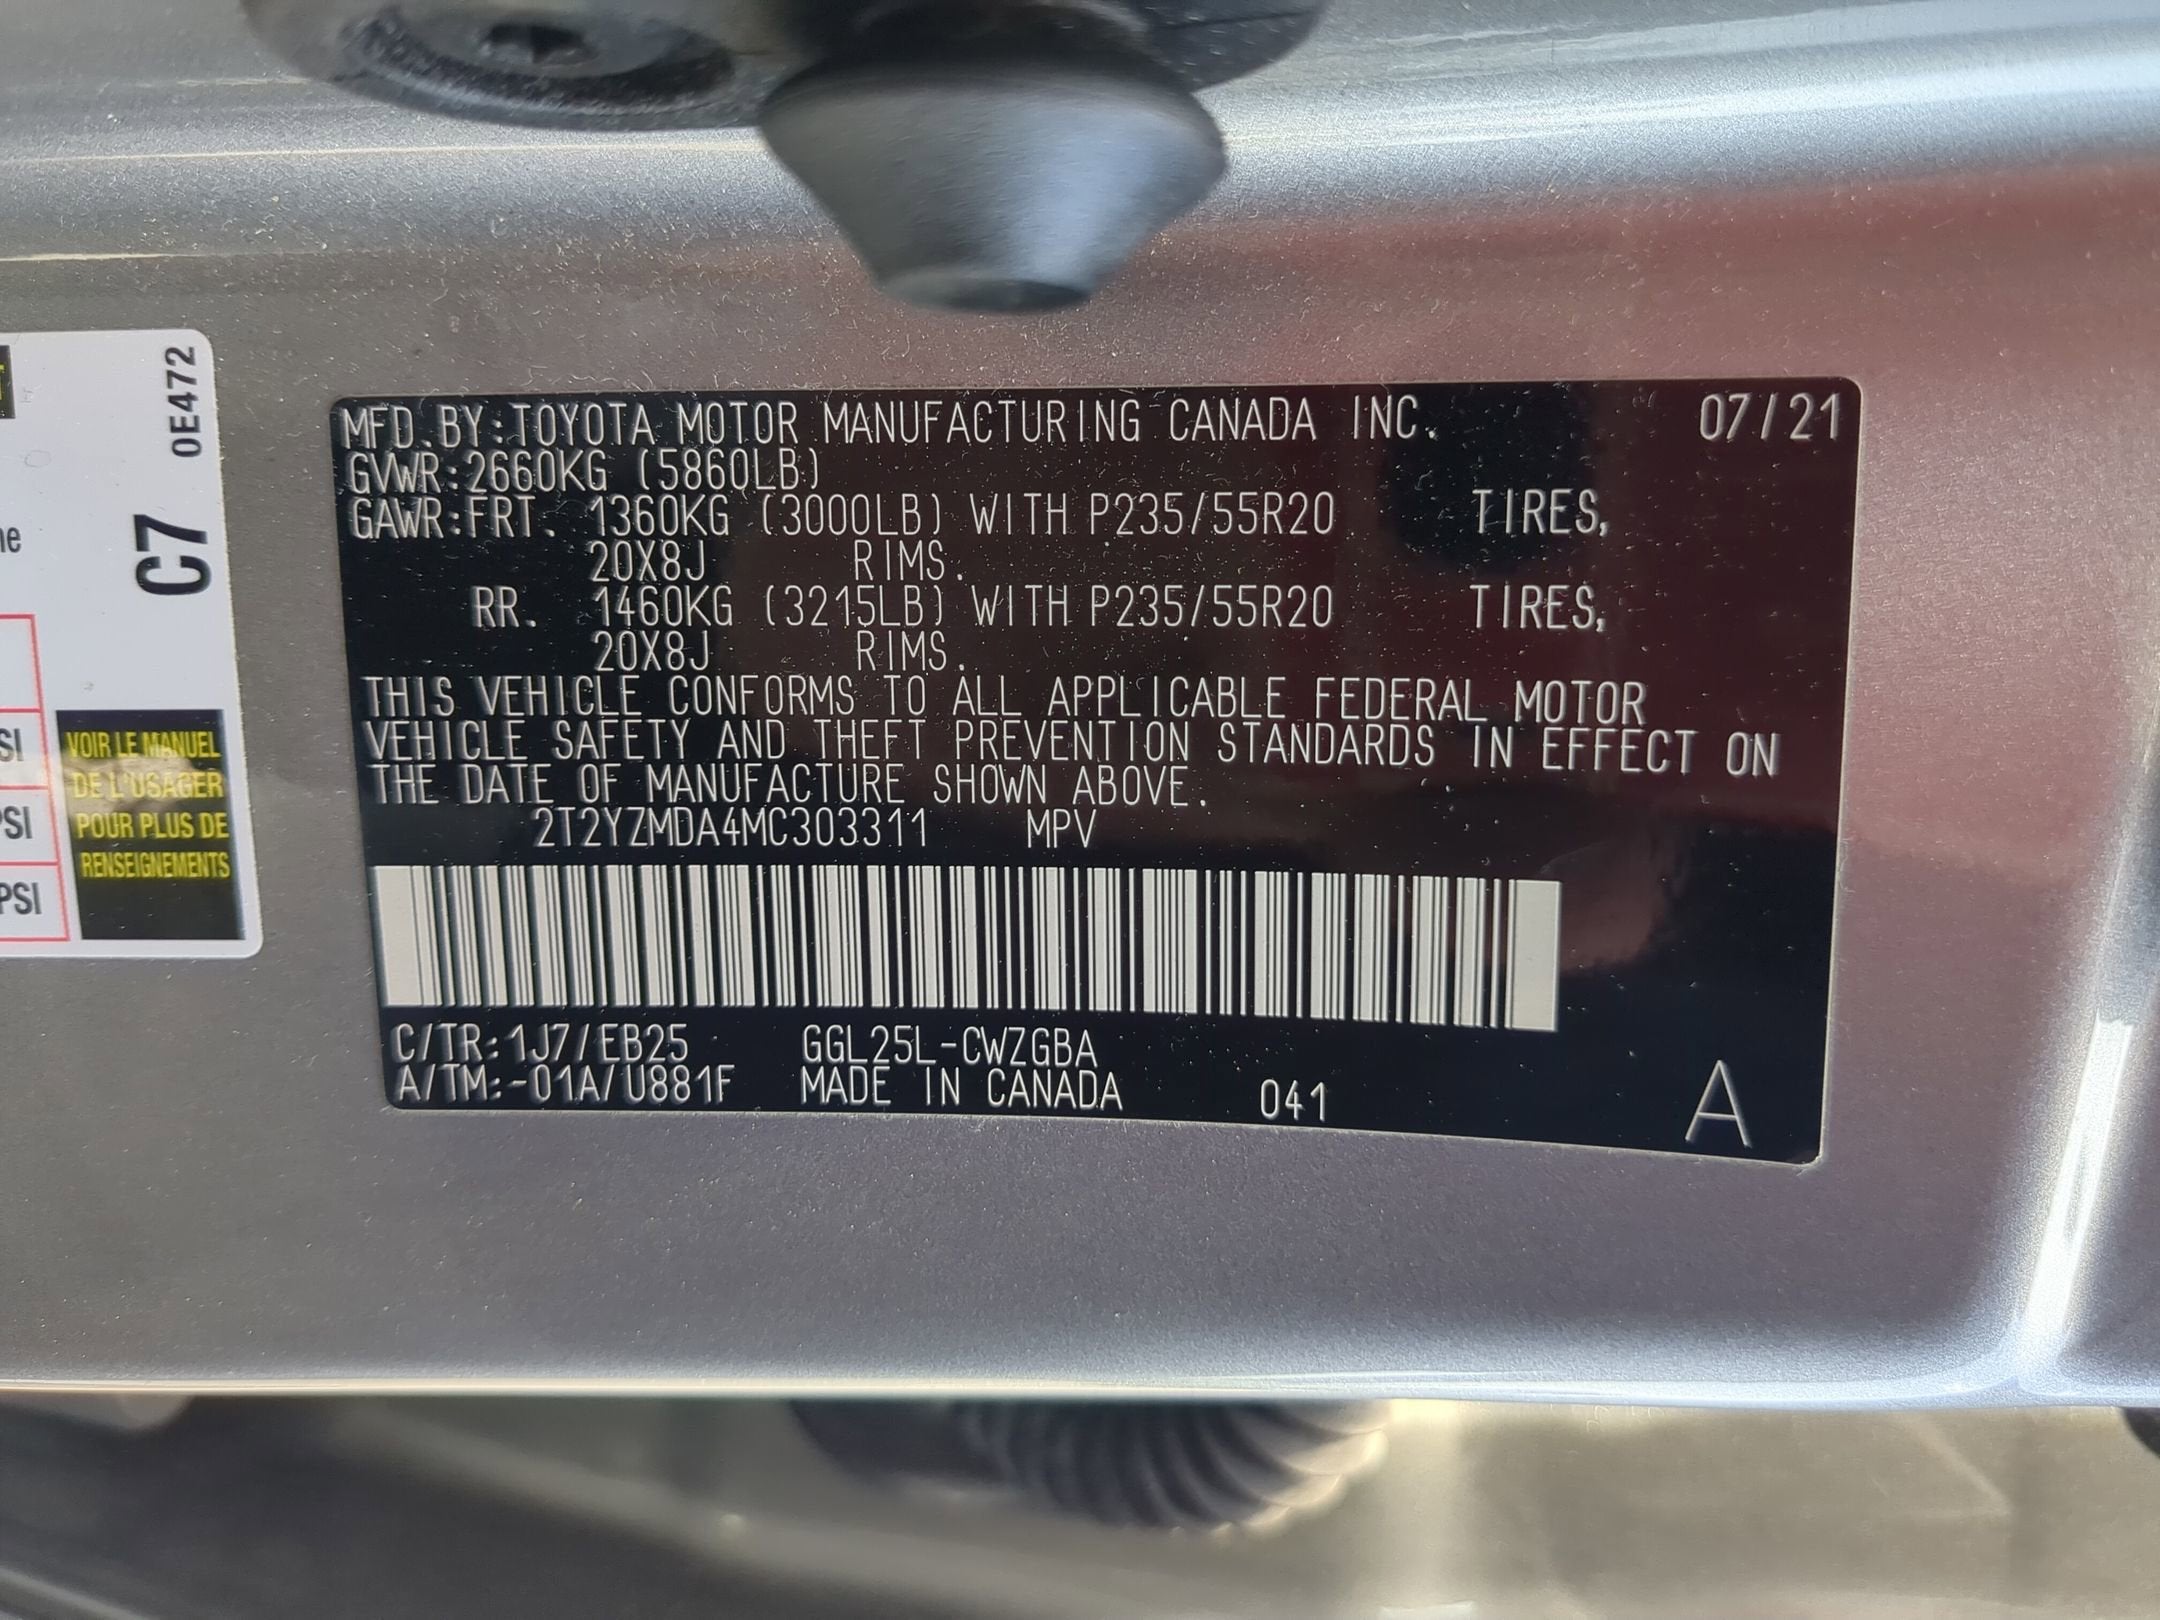 MFD.BY:TOYOTA MOTOR MANUFACTURING CANADA INC. 07/21
GVWR:2660KG (5860LB)
GAWR:FRT. 1360KG (3000LB) WITH P235/55R20 TIRES,
20X8J RIMS.
RR. 1460KG (3215LB) WITH P235/55R20 TIRES,
20X8J RIMS.
THIS VEHICLE CONFORMS TO ALL APPLICABLE FEDERAL MOTOR
VEHICLE SAFETY AND THEFT PREVENTION STANDARDS IN EFFECT ON
THE DATE OF MANUFACTURE SHOWN ABOVE.
2T2YZMDA4MC303311 MPV
C/TR:1J7/EB25 GGL25L-CWZGBA
A/TM:-01A/U881F MADE IN CANADA 041 A
0E472
C7
VOIR LE MANUEL
DE L'USAGER
POUR PLUS DE
RENSEIGNEMENTS
PSI
PSI